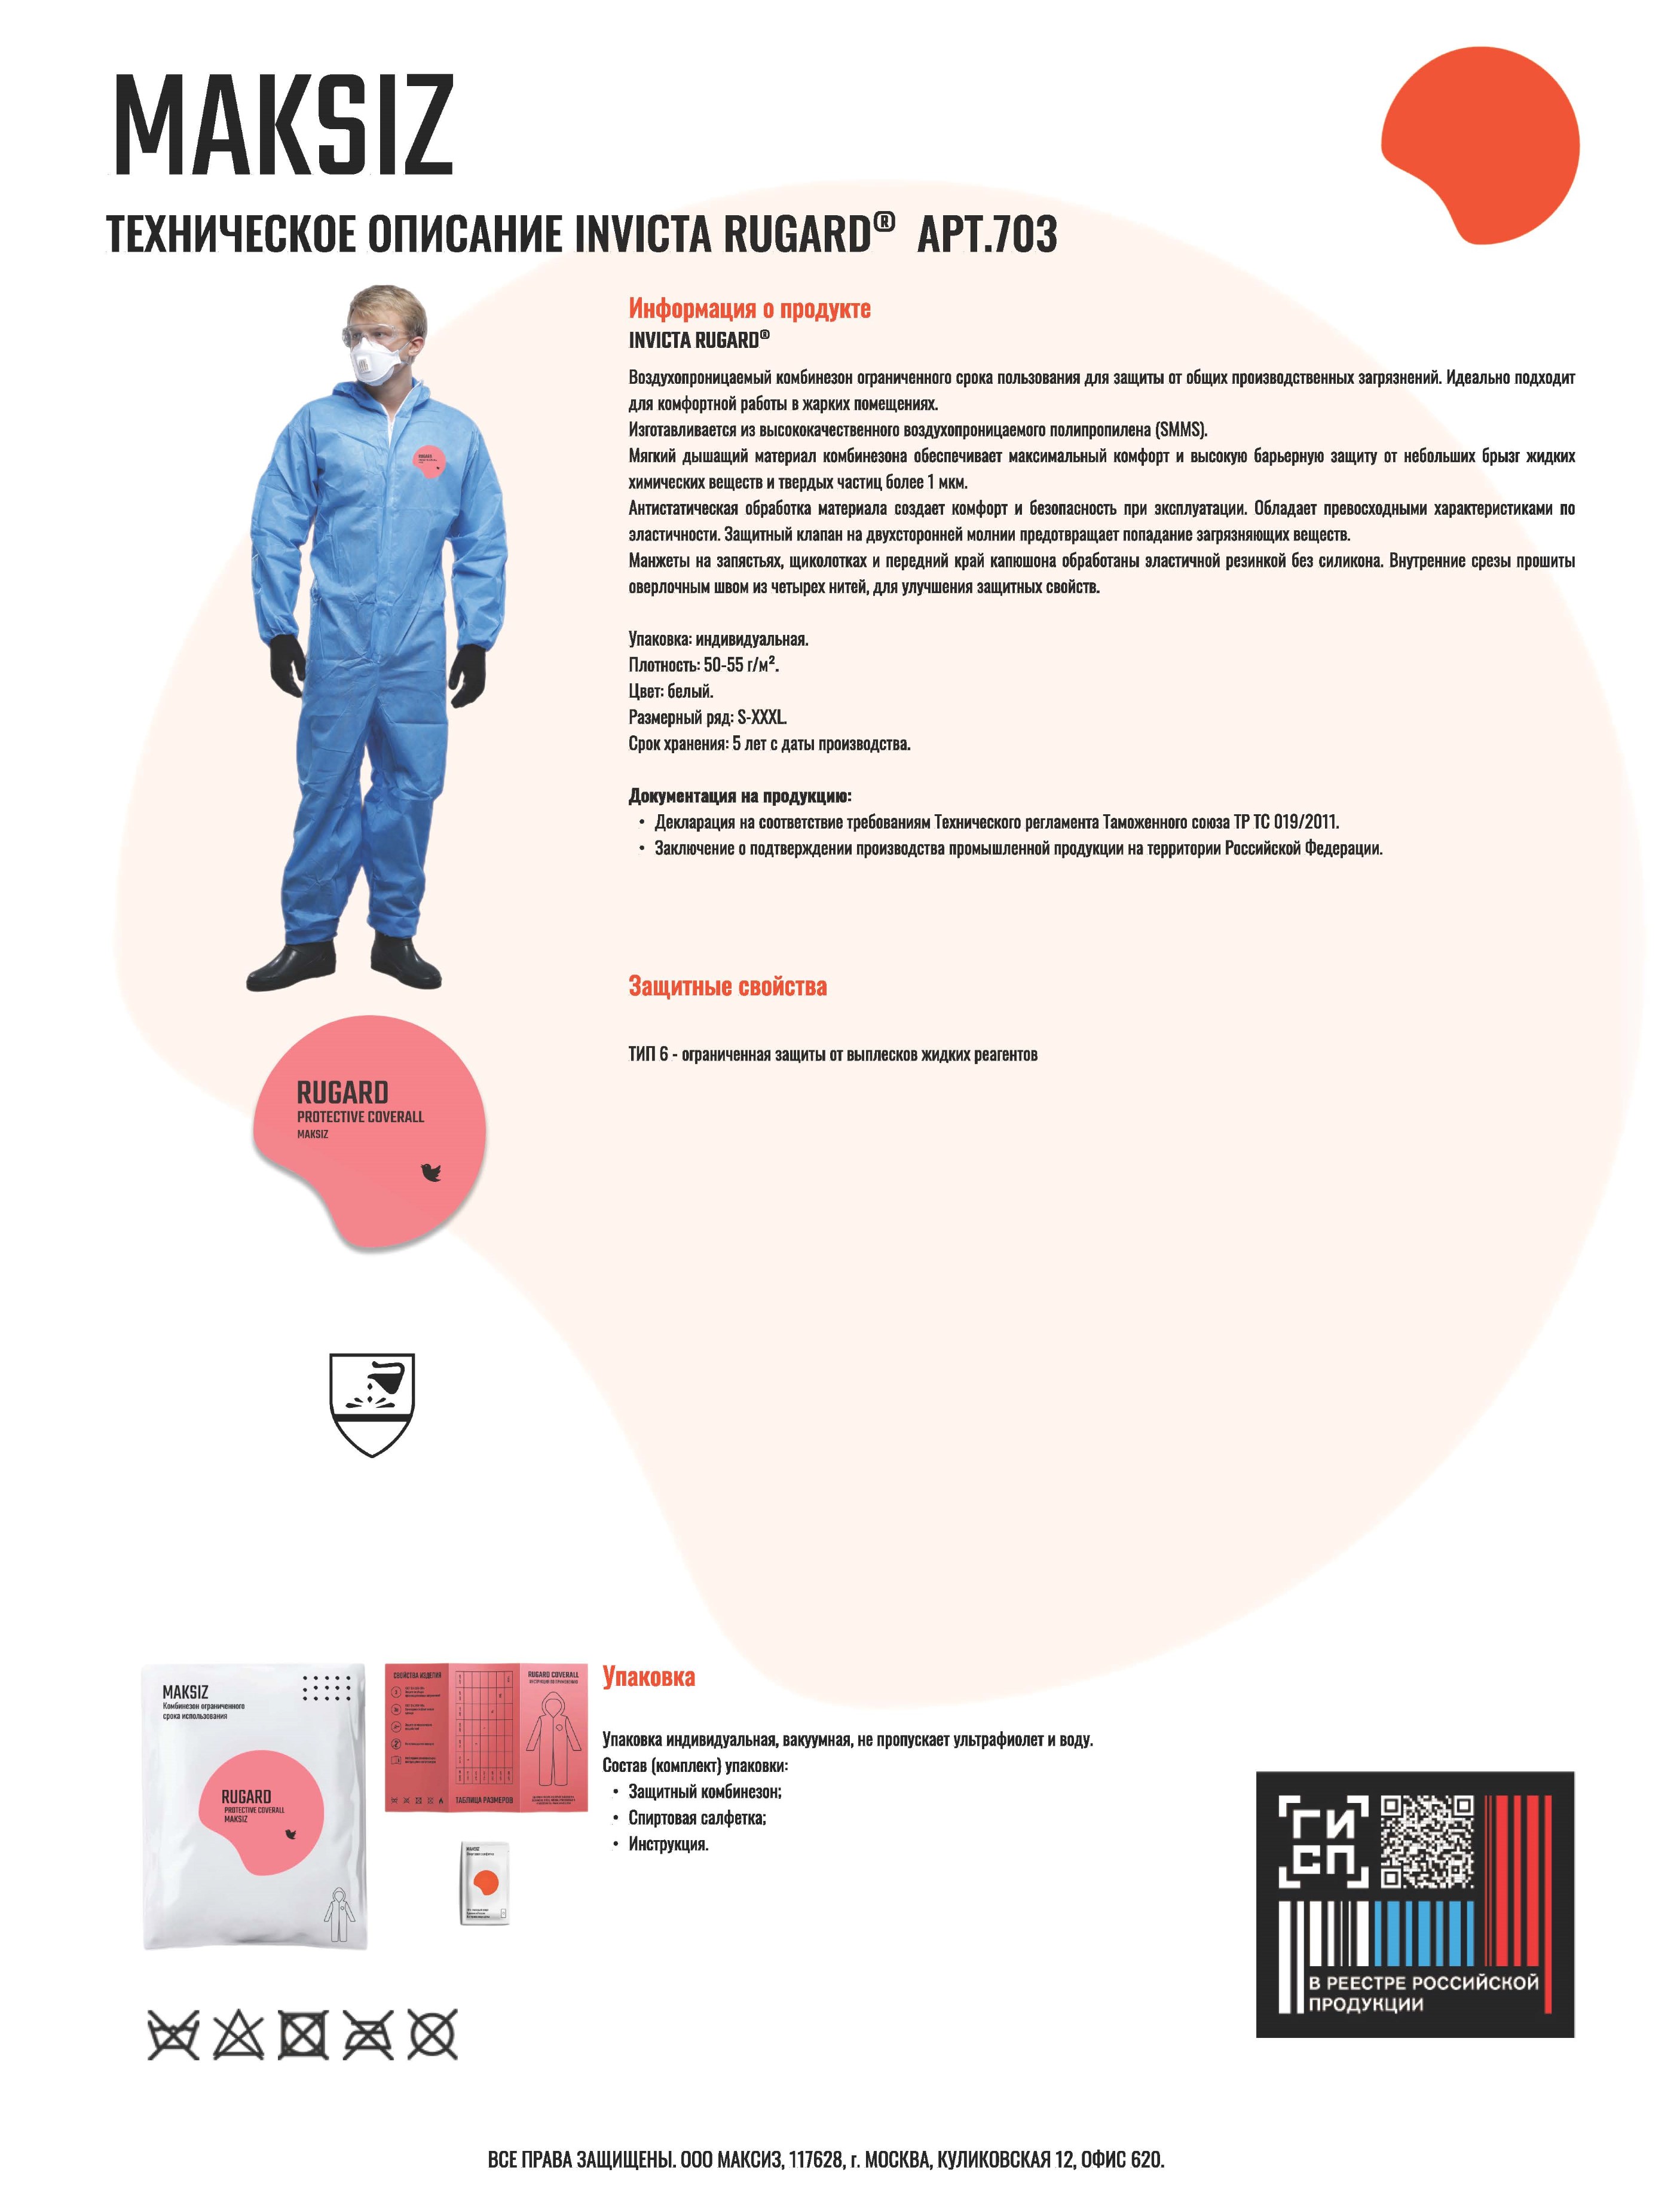 MAKSIZ
ТЕХНИЧЕСКОЕ ОПИСАНИЕ INVICTA RUGARD® АРТ.703
Информация о продукте
INVICTA RUGARD®
Воздухопроницаемый комбинезон ограниченного срока пользования для защиты от общих производственных загрязнений. Идеально подходит
для комфортной работы в жарких помещениях.
Изготавливается из высококачественного воздухопроницаемого полипропилена (SMMS).
Мягкий дышащий материал комбинезона обеспечивает максимальный комфорт и высокую барьерную защиту от небольших брызг жидких
химических веществ и твердых частиц более 1 мкм.
Антистатическая обработка материала создает комфорт и безопасность при эксплуатации. Обладает превосходными характеристиками по
эластичности. Защитный клапан на двухсторонней молнии предотвращает попадание загрязняющих веществ.
Манжеты на запястьях, щиколотках и передний край капюшона обработаны эластичной резинкой без силикона. Внутренние срезы прошиты
оверлочным швом из четырех нитей, для улучшения защитных свойств.
Упаковка: индивидуальная.
Плотность: 50-55 г/м².
Цвет: белый.
Размерный ряд: S-XXXL.
Срок хранения: 5 лет с даты производства.
Документация на продукцию:
• Декларация на соответствие требованиям Технического регламента Таможенного союза ТР ТС 019/2011.
• Заключение о подтверждении производства промышленной продукции на территории Российской Федерации.
Защитные свойства
ТИП 6 - ограниченная защиты от выплесков жидких реагентов
RUGARD
PROTECTIVE COVERALL
MAKSIZ
MAKSIZ
Комбинезон ограниченного
срока использования
RUGARD
PROTECTIVE COVERALL
MAKSIZ
СВОЙСТВА ИЗДЕЛИЯ
ТАБЛИЦА РАЗМЕРОВ
RUGARD COVERALL
MAKSIZ
Упаковка
Упаковка индивидуальная, вакуумная, не пропускает ультрафиолет и воду.
Состав (комплект) упаковки:
• Защитный комбинезон;
• Спиртовая салфетка;
• Инструкция.
ГИ
СП
В РЕЕСТРЕ РОССИЙСКОЙ
ПРОДУКЦИИ
ВСЕ ПРАВА ЗАЩИЩЕНЫ. ООО МАКСИЗ, 117628, г. МОСКВА, КУЛИКОВСКАЯ 12, ОФИС 620.